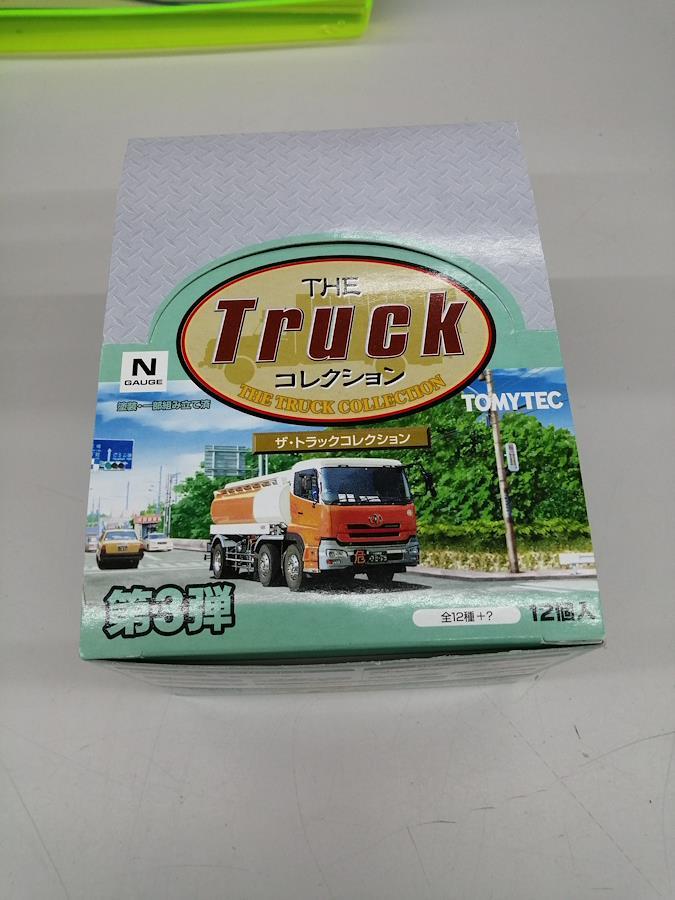 THE
Truck
コレクション
THE TRUCK COLLECTION
N
GAUGE
塗装・一部組み立て済
TOMYTEC
ザ・トラックコレクション
第3弾
全12種+?
12個入